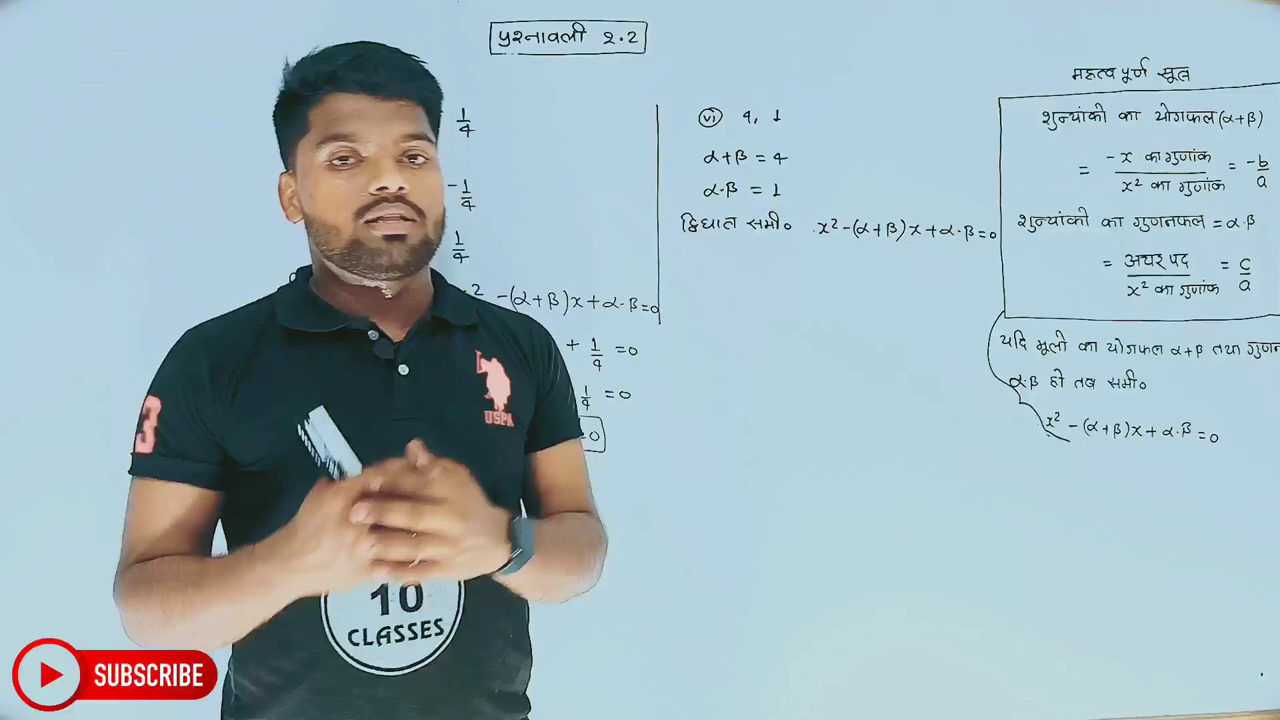 प्रश्नावली 2.2
1/4
-1/4
1/4
x² -(α+β)x+α·β=0
+ 1/4 =0
1/4 =0
=0
(vi) 4, 1
α+β = 4
α·β = 1
द्विघात समी० x²-(α+β)x+α·β=0
महत्वपूर्ण सूत्र
शुन्यांको का योगफल(α+β)
= -x का गुणांक / x² का गुणांक = -b/a
शुन्यांको का गुणनफल = α·β
= अचर पद / x² का गुणांक = c/a
यदि मूलो का योगफल α+β तथा गुणन
α·β हो तब समी०
x² -(α+β)x+α·β=0
3
USPA
10
CLASSES
SUBSCRIBE